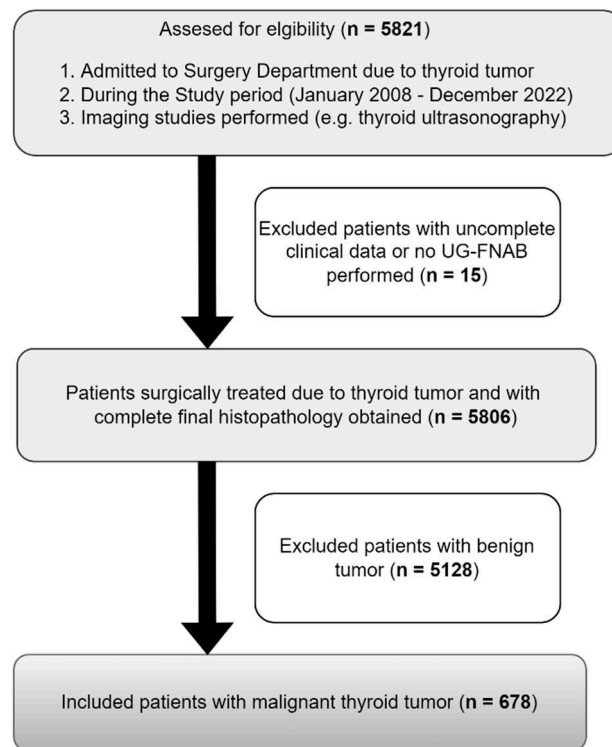 Assesed for elgibility (n = 5821)
1. Admitted to Surgery Department due to thyroid tumor
2. During the Study period (January 2008 - December 2022)
3. Imaging studies performed (e.g. thyroid ultrasonography)
Excluded patients with uncomplete
clinical data or no UG-FNAB
performed (n = 15)
Patients surgically treated due to thyroid tumor and with
complete final histopathology obtained (n = 5806)
Excluded patients with benign
tumor (n = 5128)
Included patients with malignant thyroid tumor (n = 678)